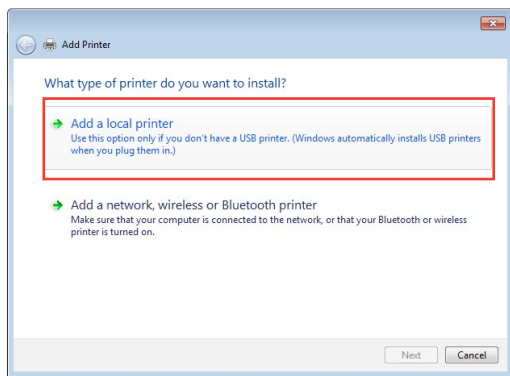 Add Printer
What type of printer do you want to install?
Add a local printer
Use this option only if you don't have a USB printer. (Windows automatically installs USB printers
when you plug them in.)
Add a network, wireless or Bluetooth printer
Make sure that your computer is connected to the network, or that your Bluetooth or wireless
printer is turned on.
Next Cancel